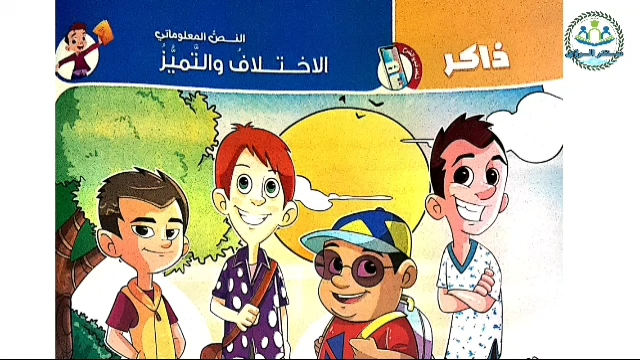 ذاكر
النص المعلوماتي
الاختلاف والتَّميُّزُ